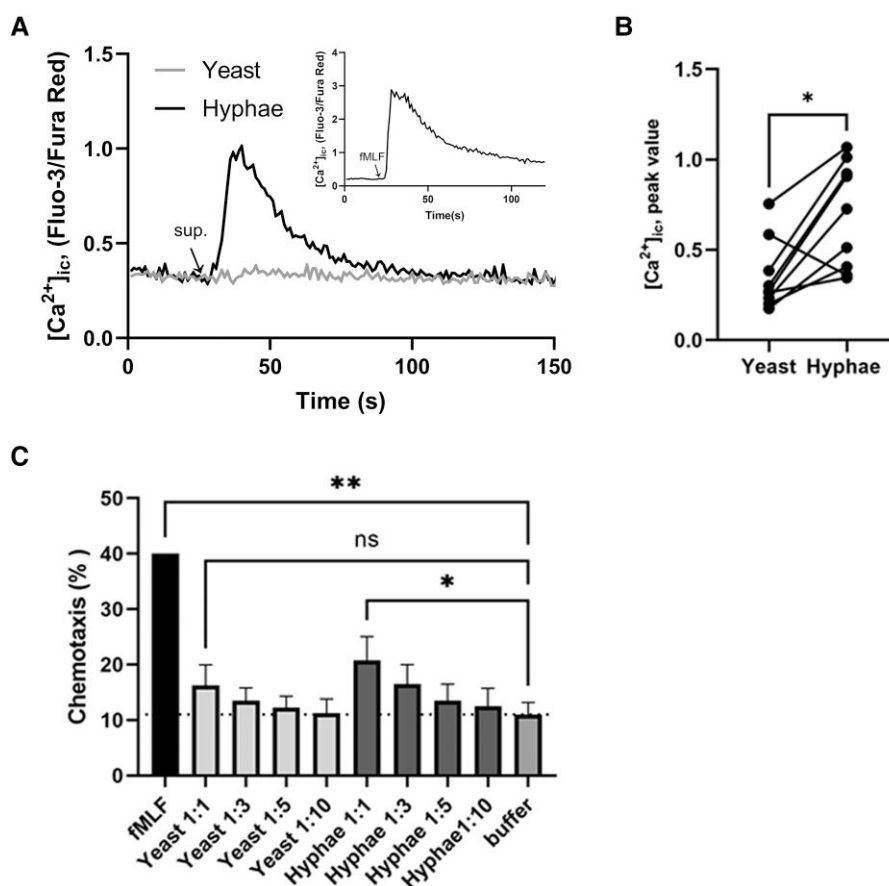 A
[Ca2+]ic, (Fluo-3/Fura Red)
1.5
1.0
0.5
0.0
Yeast
Hyphae
sup.
0
50
100
150
Time (s)
[Ca2+]ic, (Fluo-3/Fura Red)
4
3
2
1
0
fMLF
0
50
100
Time(s)
B
[Ca2+]ic, peak value
1.5
1.0
0.5
0.0
*
Yeast Hyphae
C
Chemotaxis (% )
50
40
30
20
10
0
**
ns
*
fMLF
Yeast 1:1
Yeast 1:3
Yeast 1:5
Yeast 1:10
Hyphae 1:1
Hyphae 1:3
Hyphae 1:5
Hyphae1:10
buffer